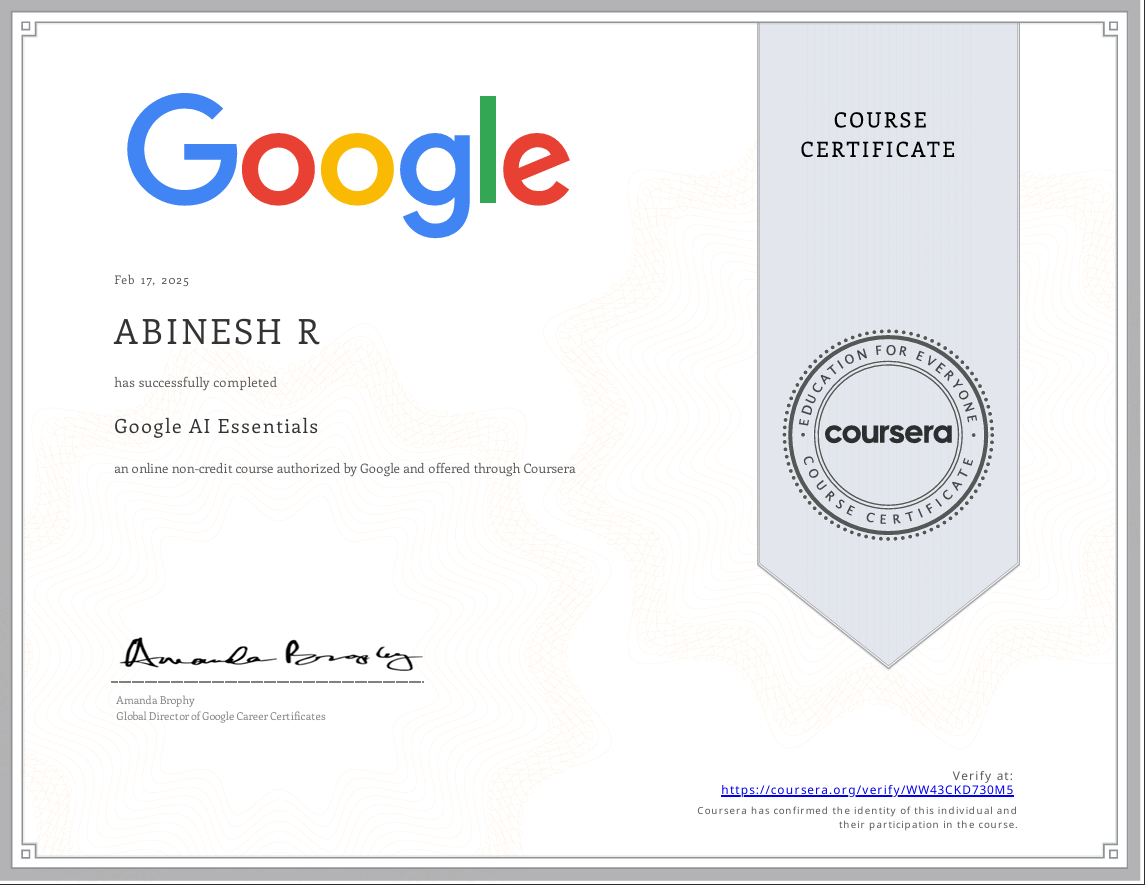 Google
COURSE
CERTIFICATE
Feb 17, 2025
ABINESH R
has successfully completed
Google AI Essentials
an online non-credit course authorized by Google and offered through Coursera
EDUCATION FOR EVERYONE
coursera
COURSE CERTIFICATE
Amanda Brophy
Amanda Brophy
Global Director of Google Career Certificates
Verify at:
https://coursera.org/verify/WW43CKD730M5
Coursera has confirmed the identity of this individual and
their participation in the course.